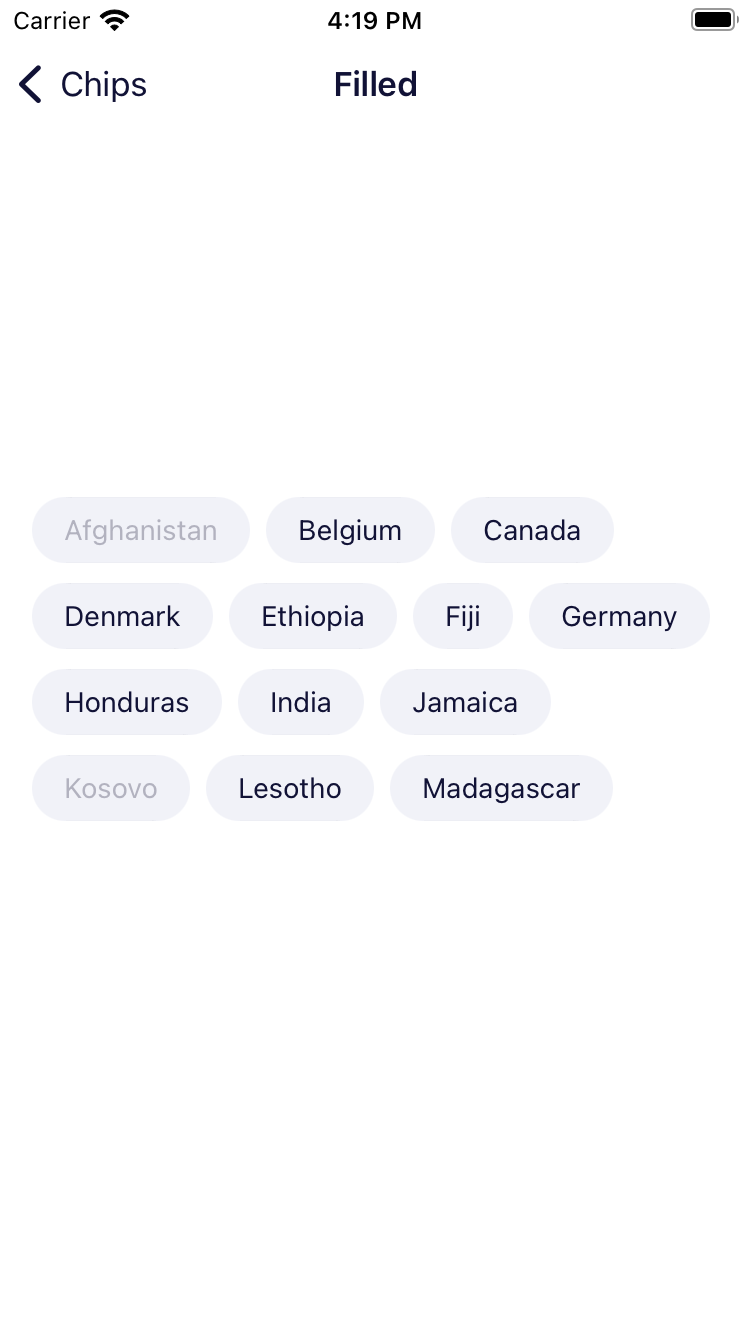 Carrier 4:19 PM
Chips Filled
Afghanistan Belgium Canada
Denmark Ethiopia Fiji Germany
Honduras India Jamaica
Kosovo Lesotho Madagascar